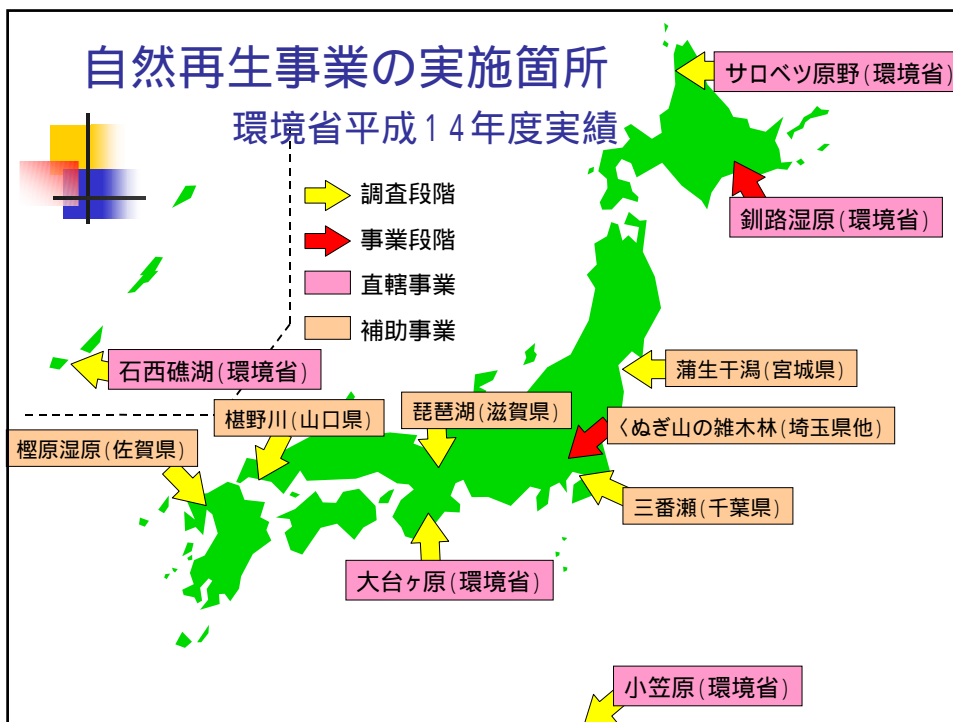 自然再生事業の実施箇所
環境省平成14年度実績
サロベツ原野(環境省)
調査段階
事業段階
直轄事業
補助事業
釧路湿原(環境省)
石西礁湖(環境省)
蒲生干潟(宮城県)
椹野川(山口県)
琵琶湖(滋賀県)
くぬぎ山の雑木林(埼玉県他)
樫原湿原(佐賀県)
三番瀬(千葉県)
大台ヶ原(環境省)
小笠原(環境省)